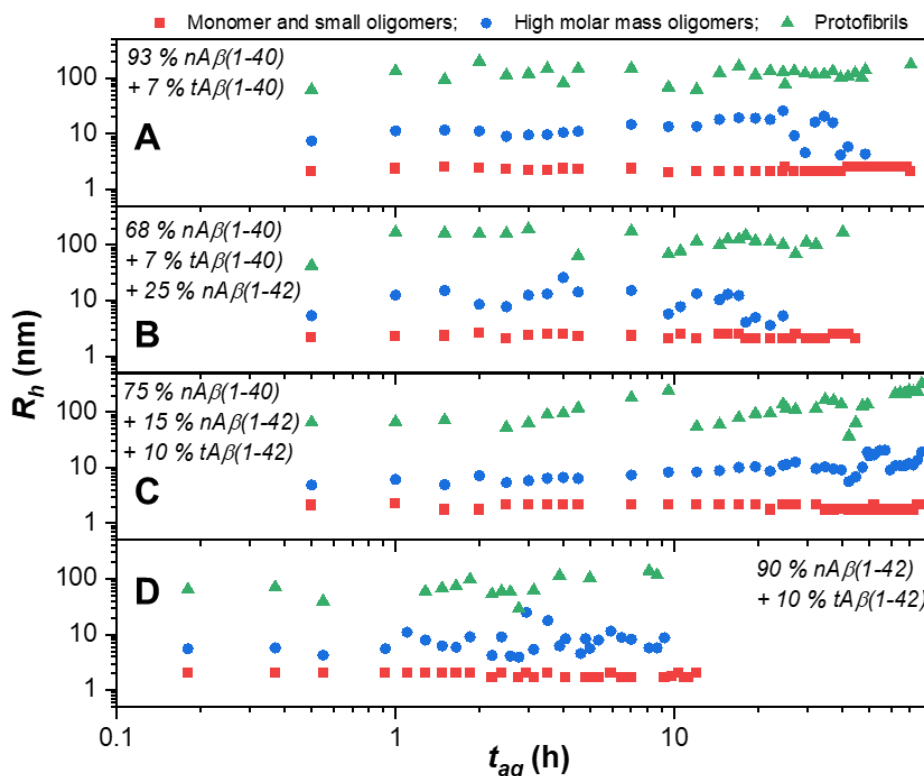 Monomer and small oligomers; High molar mass oligomers; Protofibrils
93 % nAβ(1-40)
+ 7 % tAβ(1-40)
A
100
10
1
68 % nAβ(1-40)
+ 7 % tAβ(1-40)
+ 25 % nAβ(1-42)
B
100
10
1
75 % nAβ(1-40)
+ 15 % nAβ(1-42)
+ 10 % tAβ(1-42)
C
100
10
1
D
90 % nAβ(1-42)
+ 10 % tAβ(1-42)
100
10
1
R_h (nm)
0.1 1 10
t_ag (h)